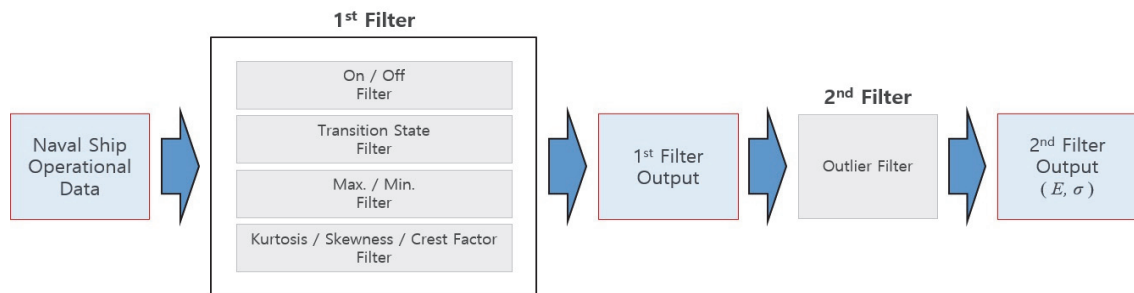 1st Filter
On / Off
Filter
Transition State
Filter
Max. / Min.
Filter
Kurtosis / Skewness / Crest Factor
Filter
Naval Ship
Operational
Data
1st Filter
Output
2nd Filter
Outlier Filter
2nd Filter
Output
( E, σ )